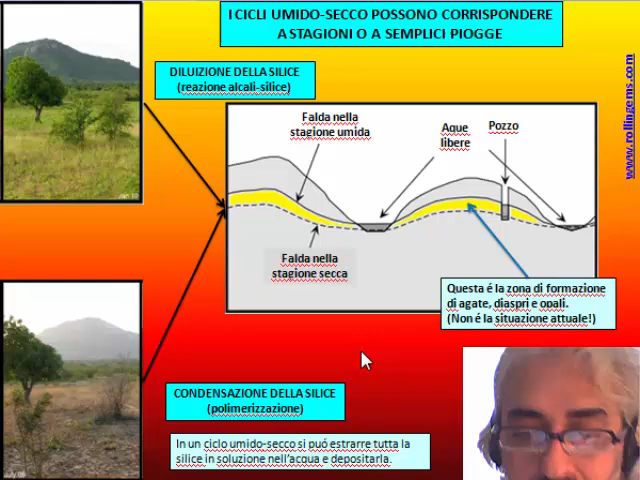 I CICLI UMIDO-SECCO POSSONO CORRISPONDERE
A STAGIONI O A SEMPLICI PIOGGE
www.rollingems.com
DILUIZIONE DELLA SILICE
(reazione alcali-silice)
Falda nella
stagione umida
Aque
libere
Pozzo
Falda nella
stagione secca
Questa é la zona di formazione
di agate, diaspri e opali.
(Non é la situazione attuale!)
CONDENSAZIONE DELLA SILICE
(polimerizzazione)
In un ciclo umido-secco si puó estrarre tutta la
silice in soluzione nell'acqua e depositarla.